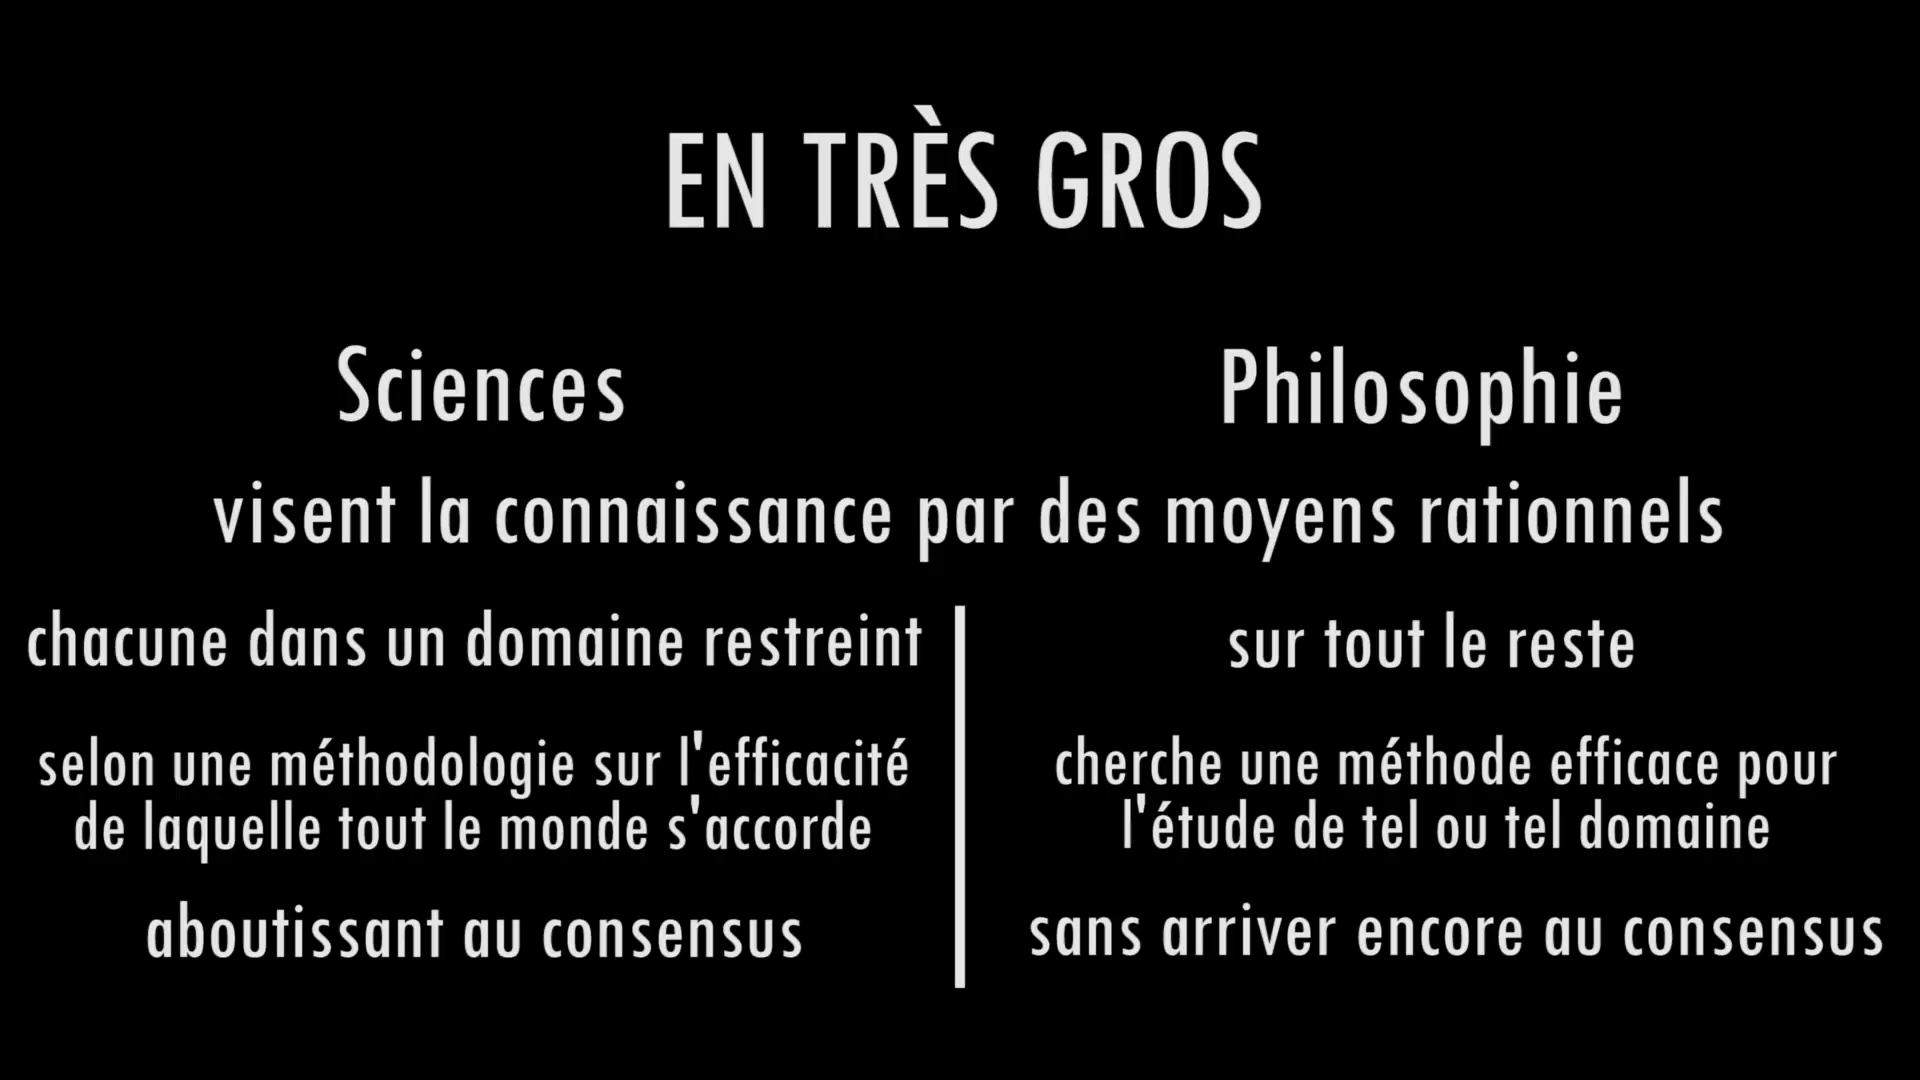 EN TRÈS GROS
Sciences
Philosophie
visent la connaissance par des moyens rationnels
chacune dans un domaine restreint
selon une méthodologie sur l'efficacité
de laquelle tout le monde s'accorde
aboutissant au consensus
sur tout le reste
cherche une méthode efficace pour
l'étude de tel ou tel domaine
sans arriver encore au consensus